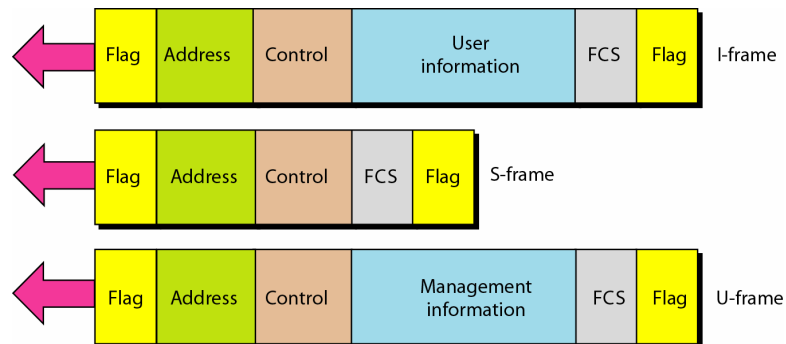 Flag Address Control User information FCS Flag I-frame
Flag Address Control FCS Flag S-frame
Flag Address Control Management information FCS Flag U-frame